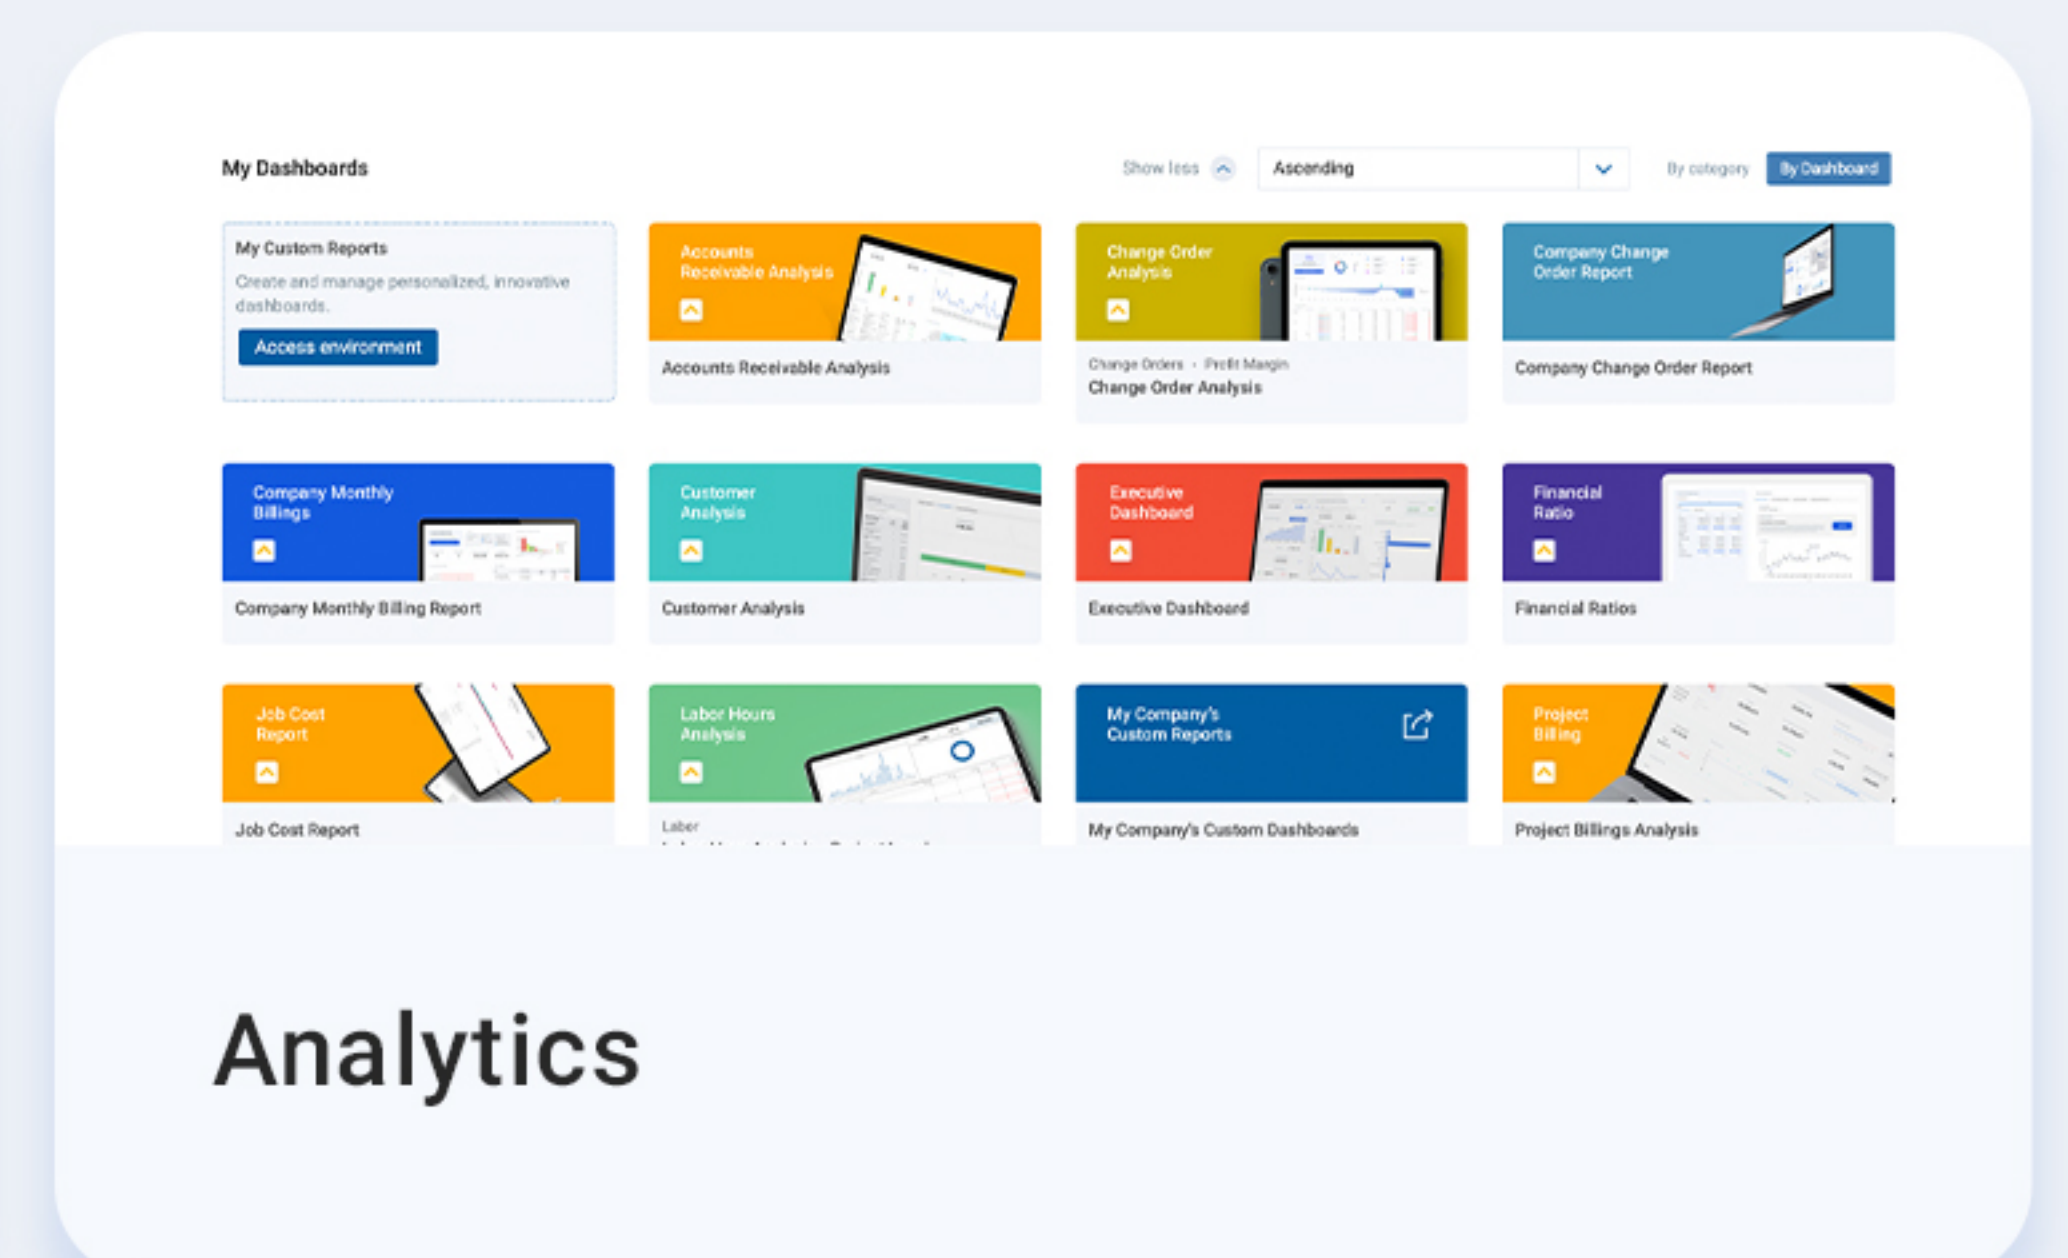 My Dashboards
Show less
Ascending
By category
By Dashboard
My Custom Reports
Create and manage personalized, innovative
dashboards.
Access environment
Accounts
Receivable Analysis
Accounts Receivable Analysis
Change Order
Analysis
Change Orders • Profit Margin
Change Order Analysis
Company Change
Order Report
Company Change Order Report
Company Monthly
Billings
Company Monthly Billing Report
Customer
Analysis
Customer Analysis
Executive
Dashboard
Executive Dashboard
Financial
Ratio
Financial Ratios
Job Cost
Report
Job Cost Report
Labor Hours
Analysis
Labor
My Company's
Custom Reports
My Company's Custom Dashboards
Project
Billing
Project Billings Analysis
Analytics